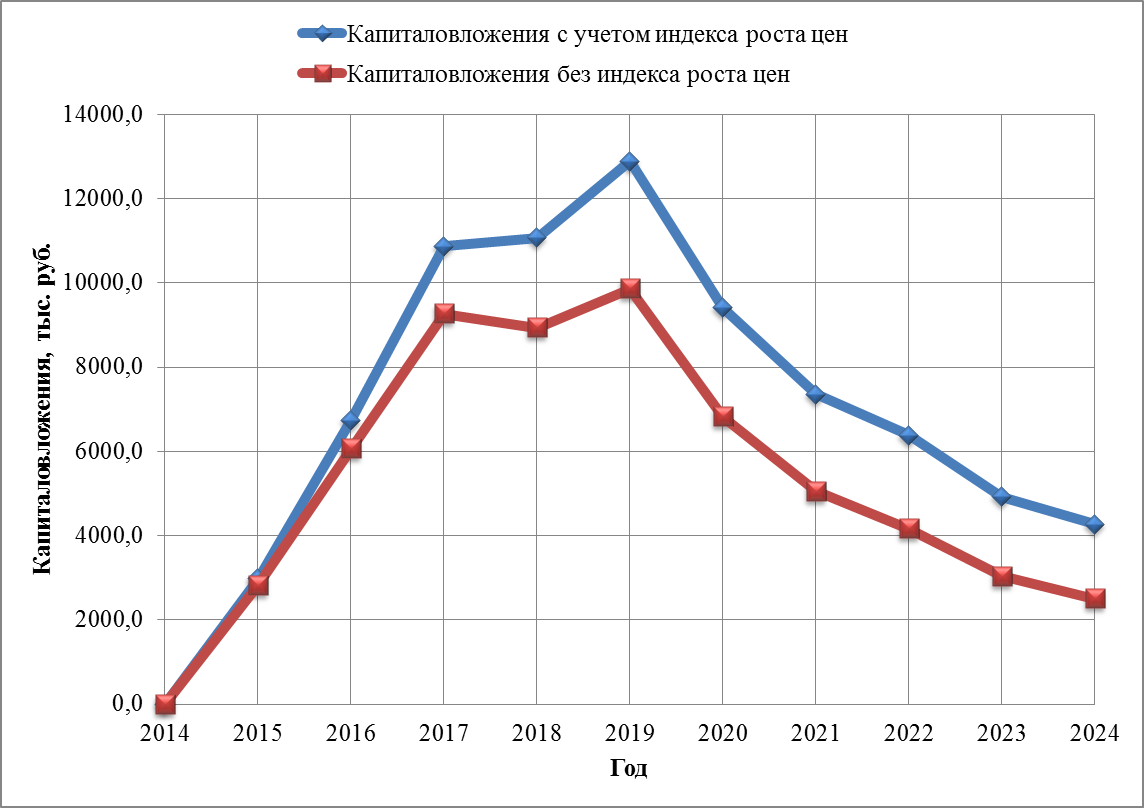 Капиталовложения с учетом индекса роста цен
Капиталовложения без индекса роста цен
Капиталовложения, тыс. руб.
14000,0
12000,0
10000,0
8000,0
6000,0
4000,0
2000,0
0,0
2014 2015 2016 2017 2018 2019 2020 2021 2022 2023 2024
Год